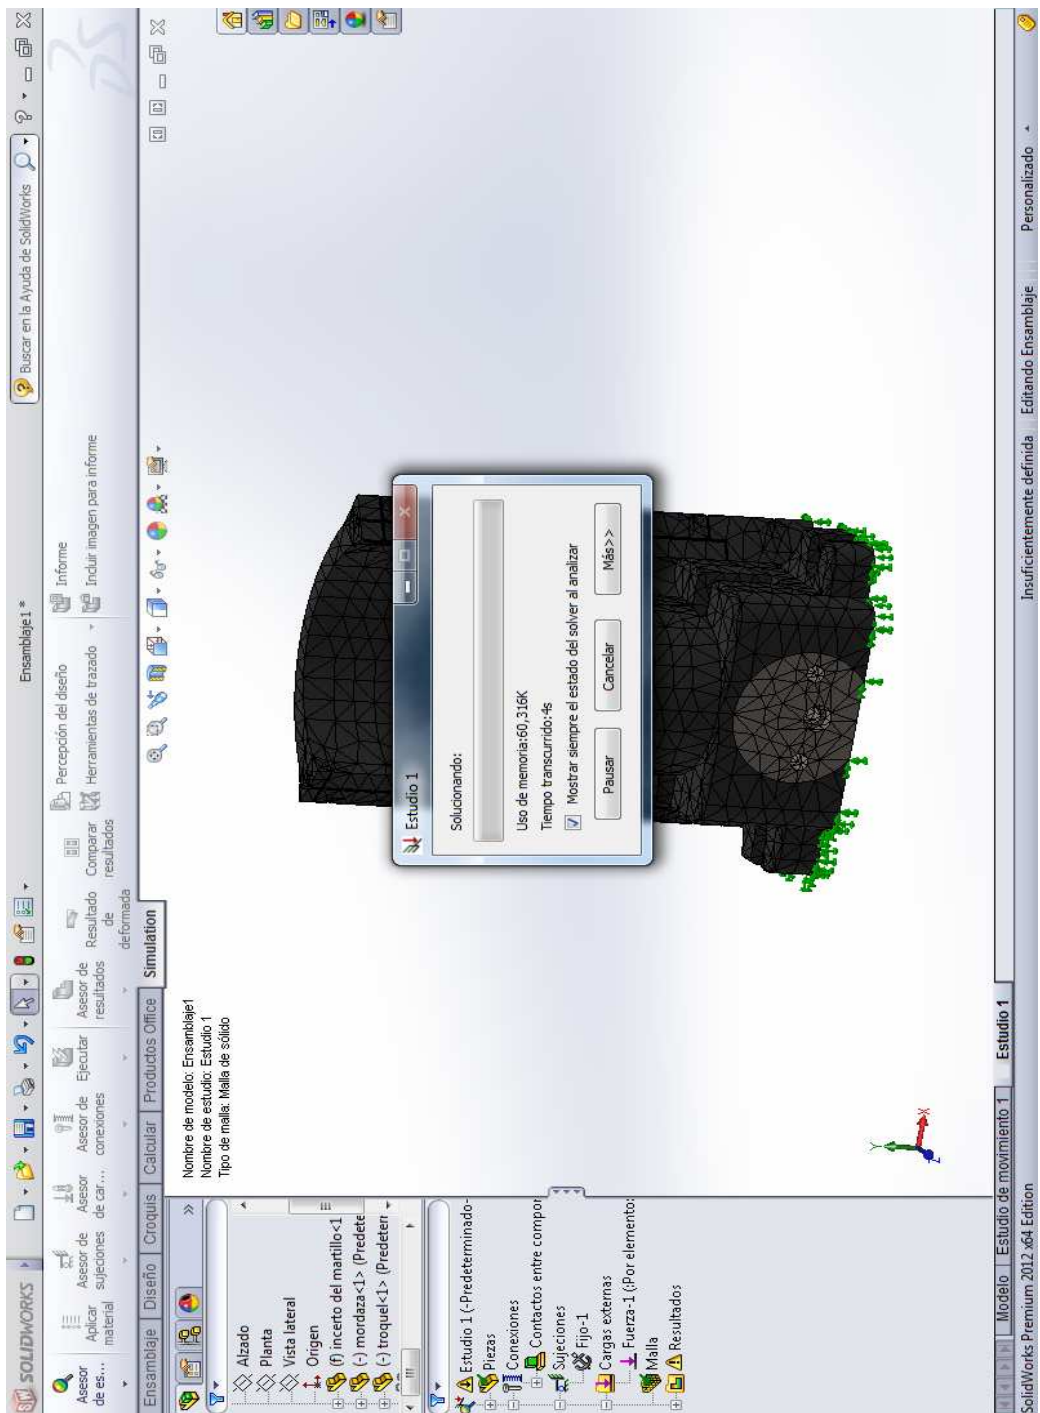 SOLIDWORKS
Ensamblaje1 *
Buscar en la Ayuda de SolidWorks
Asesor
de es...
Aplicar
material
Asesor de
sujeciones
Asesor
de car...
Asesor de
conexiones
Ejecutar
Asesor de
resultados
Resultado
de
deformada
Comparar
resultados
Percepción del diseño
Herramientas de trazado
Informe
Incluir imagen para informe
Ensamblaje
Diseño
Croquis
Calcular
Productos Office
Simulation
Alzado
Planta
Vista lateral
Origen
(f) incerto del martillo<1
(-) mordaza<1> (Predete
(-) troquel<1> (Predeterr
Estudio 1 (-Predeterminado-
Piezas
Conexiones
Contactos entre compor
Sujeciones
Fijo-1
Cargas externas
Fuerza-1 (:Por elemento:
Malla
Resultados
Nombre de modelo: Ensamblaje1
Nombre de estudio: Estudio 1
Tipo de malla: Malla de sólido
Estudio 1
Solucionando:
Uso de memoria:60,316K
Tiempo transcurrido:4s
Mostrar siempre el estado del solver al analizar
Pausar
Cancelar
Más>>
Y
X
Z
Modelo
Estudio de movimiento 1
Estudio 1
SolidWorks Premium 2012 x64 Edition
Insuficientemente definida
Editando Ensamblaje
Personalizado